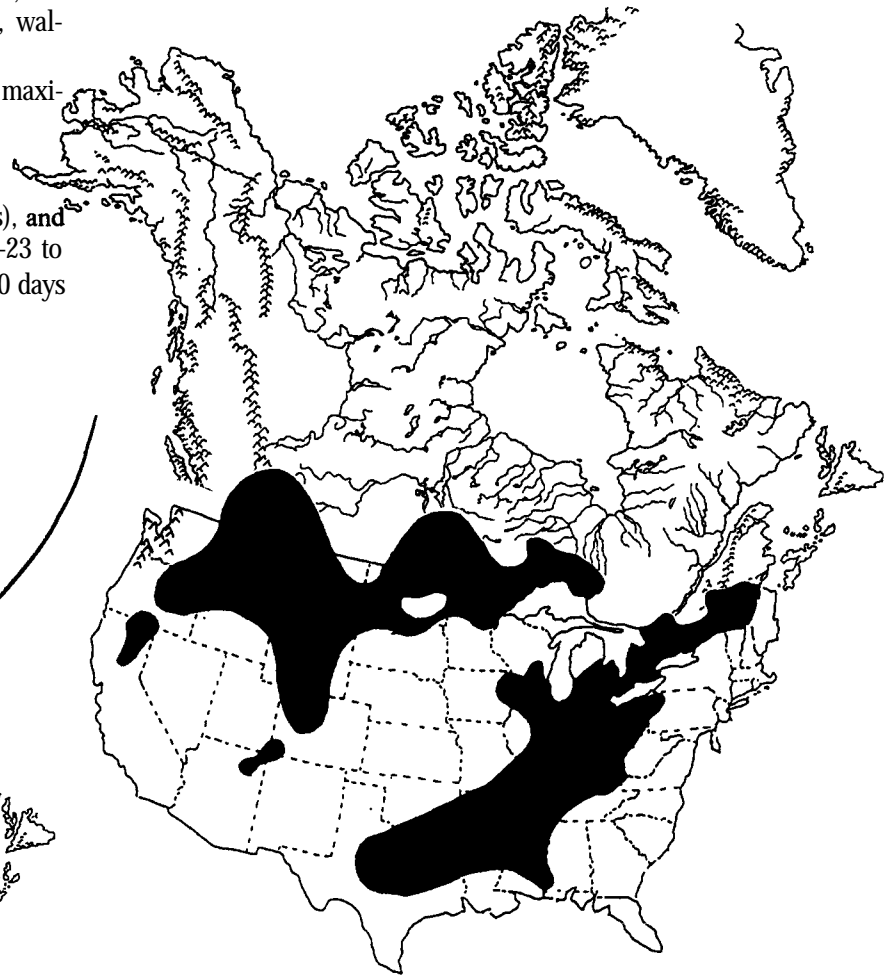 , wal-
maxi-
s), and
-23 to
0 days